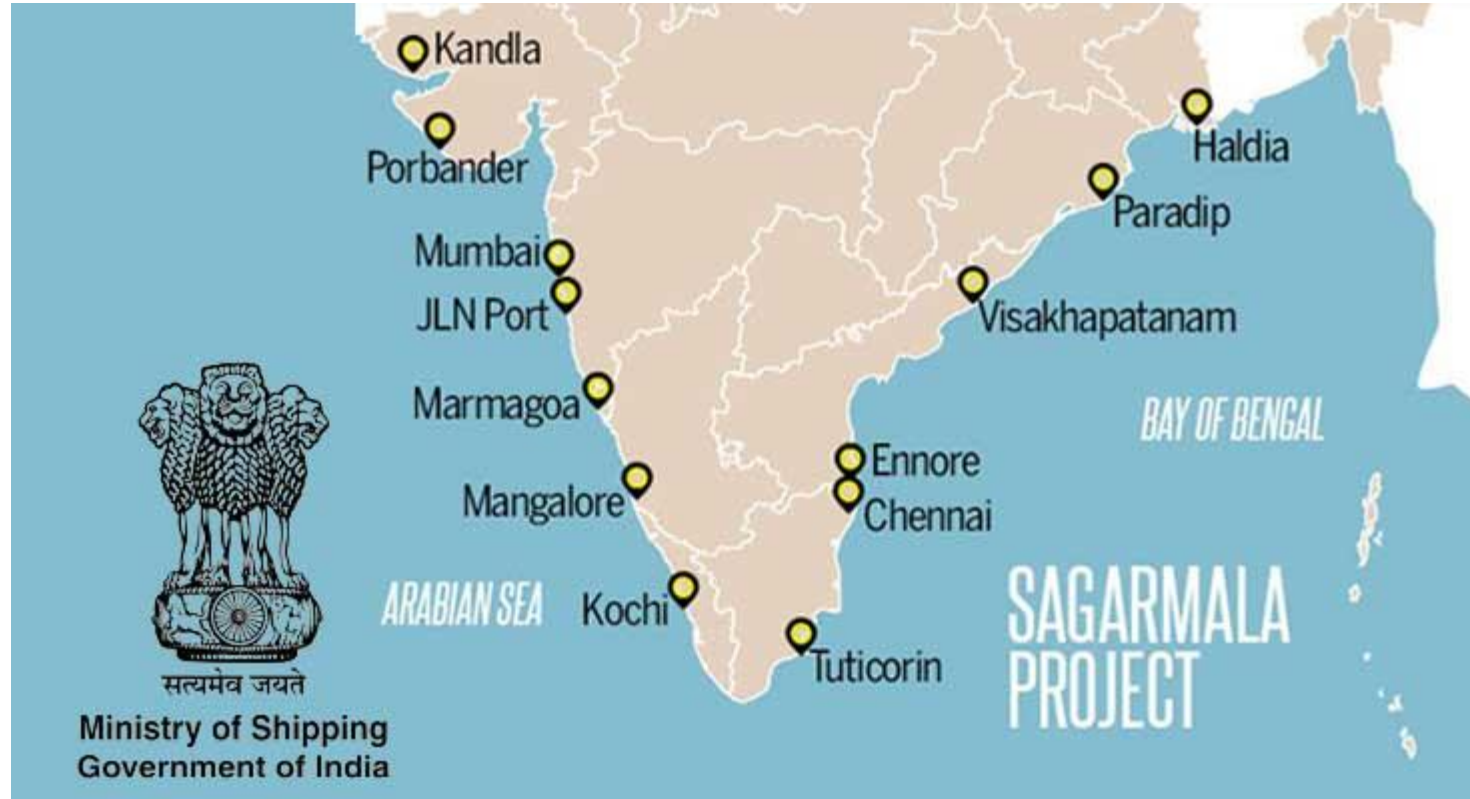 Kandla
Porbander
Mumbai
JLN Port
Marmagoa
Mangalore
Kochi
Haldia
Paradip
Visakhapatanam
Ennore
Chennai
Tuticorin
ARABIAN SEA
BAY OF BENGAL
SAGARMALA
PROJECT
सत्यमेव जयते
Ministry of Shipping
Government of India